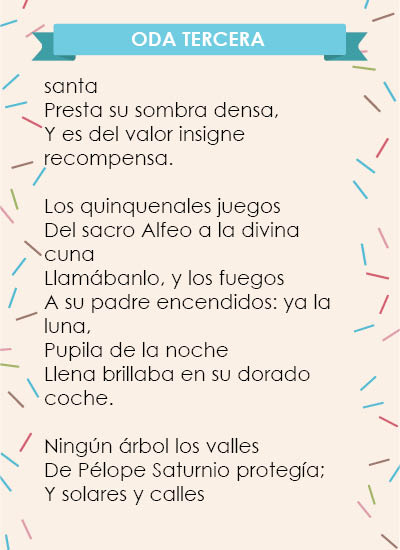 ODA TERCERA
santa
Presta su sombra densa,
Y es del valor insigne
recompensa.
Los quinquenales juegos
Del sacro Alfeo a la divina
cuna
Llamábanlo, y los fuegos
A su padre encendidos: ya la
luna,
Pupila de la noche
Llena brillaba en su dorado
coche.
Ningún árbol los valles
De Pélope Saturnio protegía;
Y solares y calles